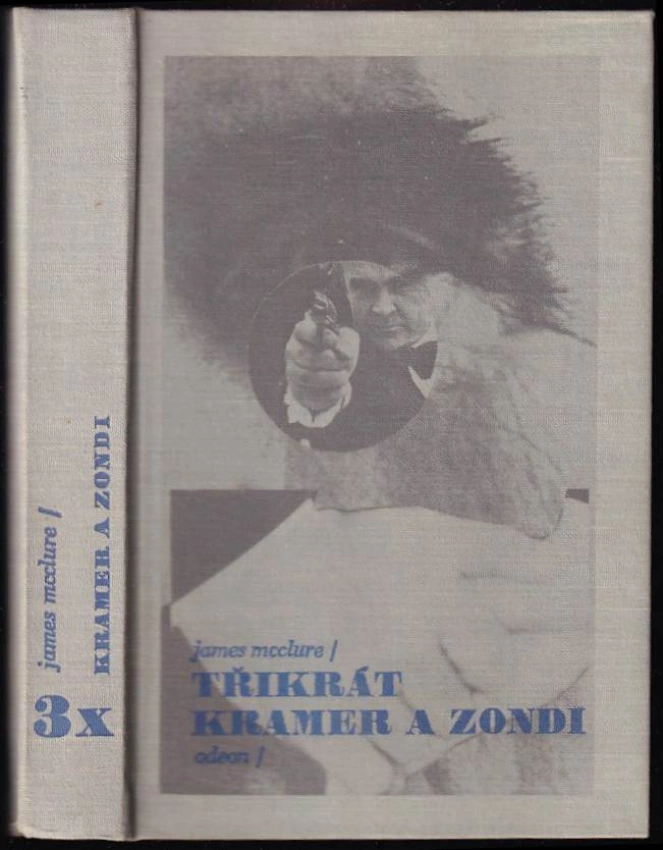 james mcclure /
KRAMER A ZONDI
3x
james mcclure /
TŘIKRÁT
KRAMER A ZONDI
odeon /